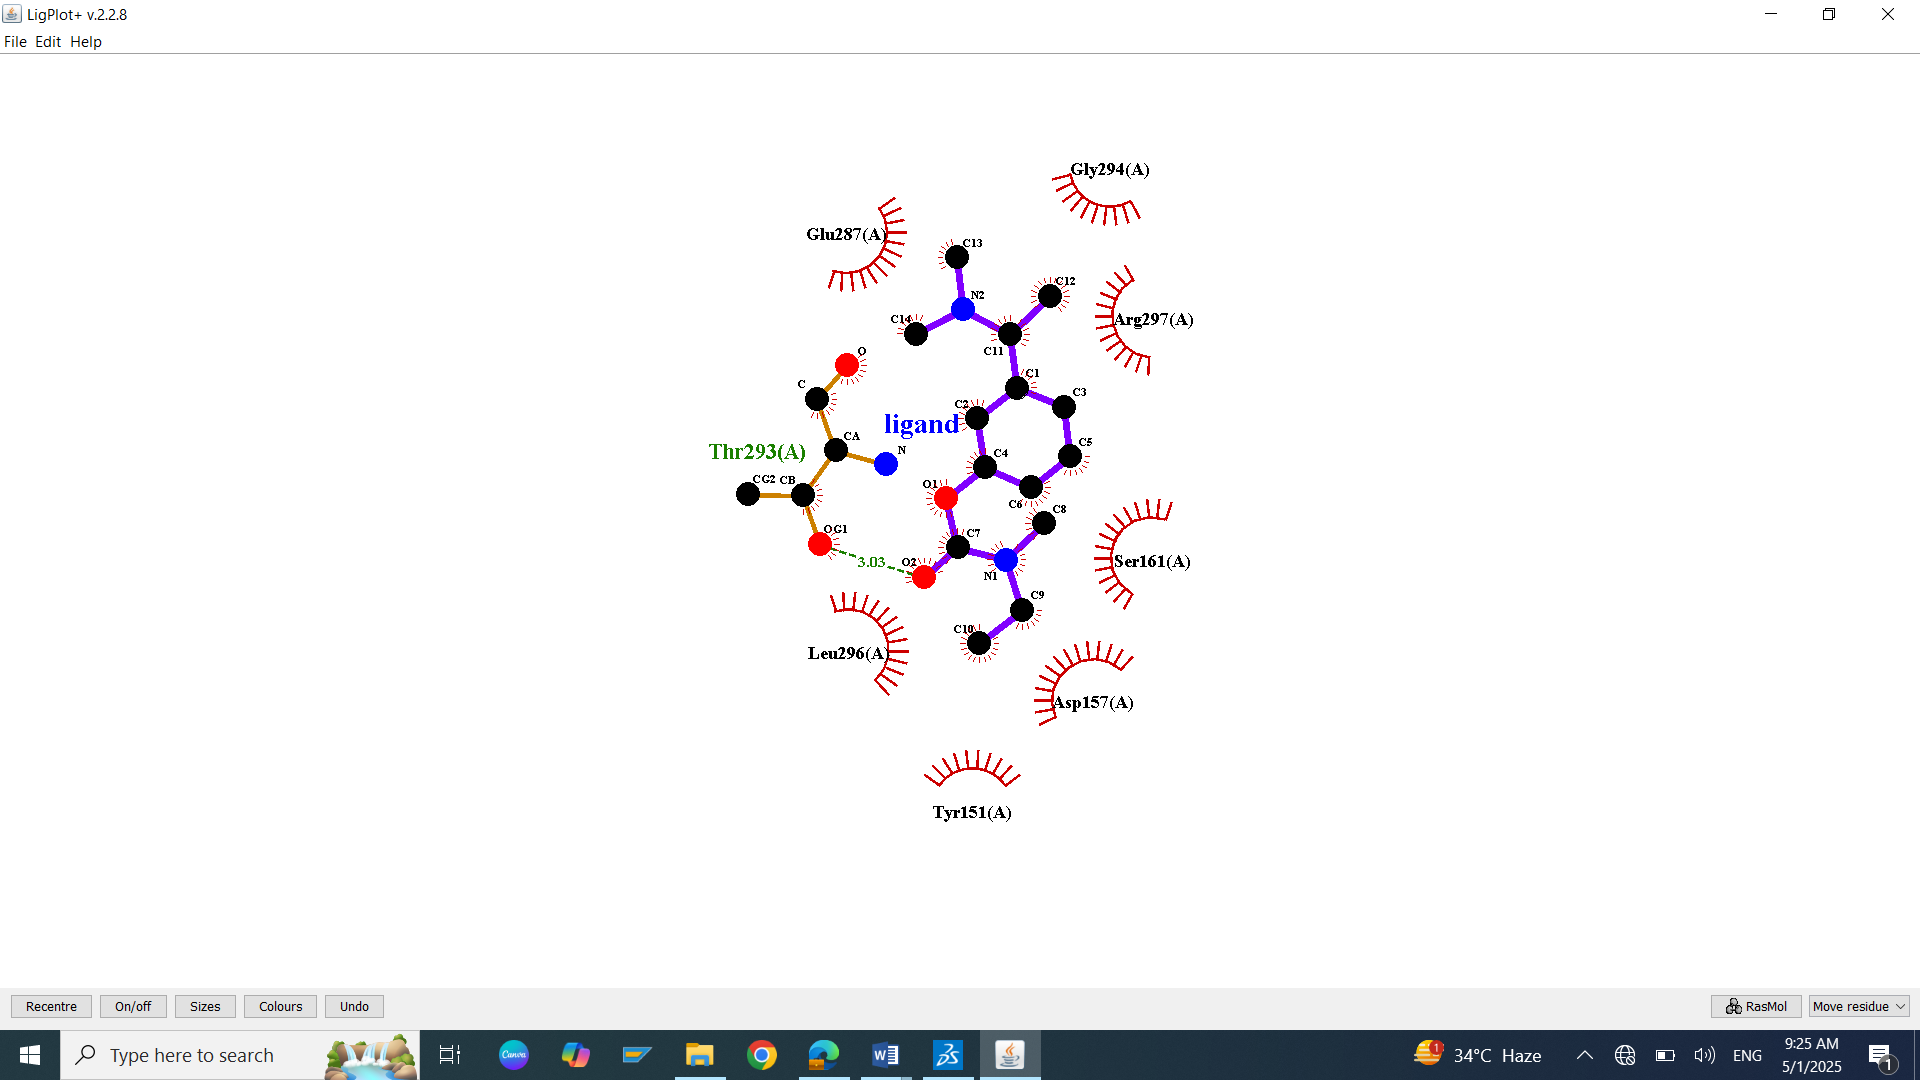 LigPlot+ v.2.2.8
File Edit Help
Gly294(A)
Glu287(A)
C13
C12
N2
C14
Arg297(A)
C11
O
C1
C
C3
C2
ligand
CA
C5
Thr293(A)
N
C4
CG2 CB
O1
C6
C8
OG1
C7
3.03
O2
Ser161(A)
N1
C9
C10
Leu296(A)
Asp157(A)
Tyr151(A)
Recentre On/off Sizes Colours Undo RasMol Move residue
Type here to search
Canva
1
34°C Haze
ENG
9:25 AM
5/1/2025
1